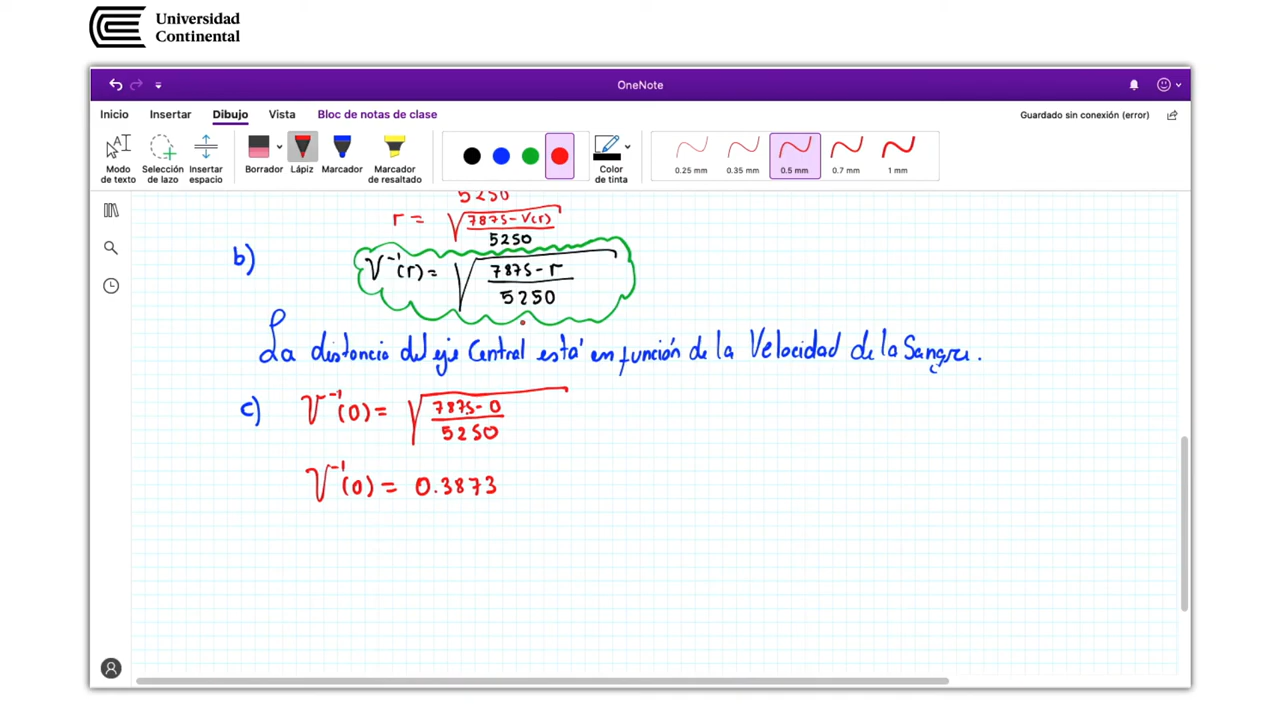 Universidad
Continental
OneNote
Inicio Insertar Dibujo Vista Bloc de notas de clase
Guardado sin conexión (error)
Modo de texto
Selección de lazo
Insertar espacio
Borrador
Lápiz
Marcador
Marcador de resaltado
Color de tinta
0.25 mm 0.35 mm 0.5 mm 0.7 mm 1 mm
5250
r = √((7875 - V(r))/5250)
b) V⁻¹(r) = √((7875 - r)/5250)
La distancia del eje Central está en función de la Velocidad de la Sangre.
c) V⁻¹(0) = √((7875 - 0)/5250)
V⁻¹(0) = 0.3873